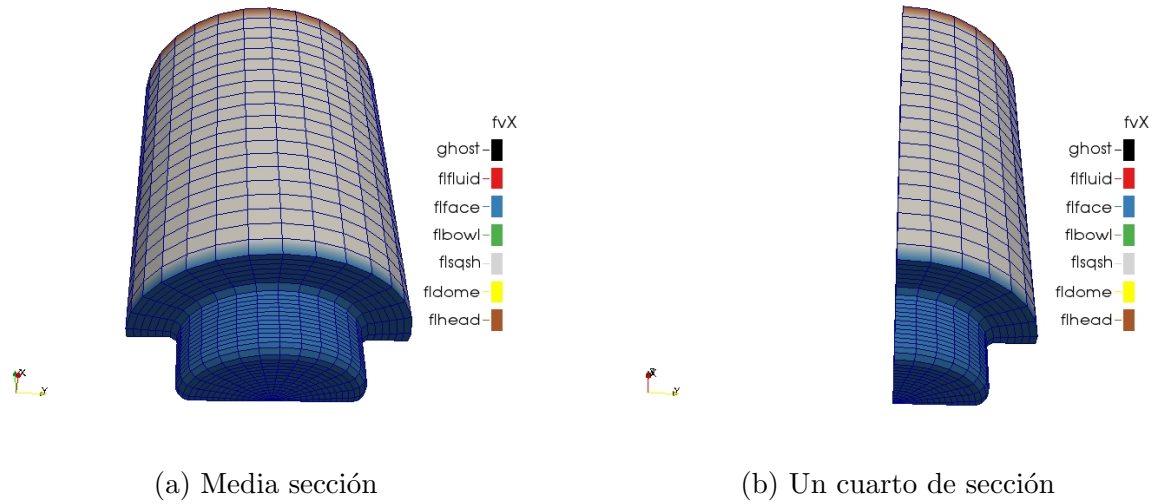 fvX
ghost
flfluid
flface
flbowl
flsqsh
fldome
flhead
Y
fvX
ghost
flfluid
flface
flbowl
flsqsh
fldome
flhead
Y
(a) Media sección
(b) Un cuarto de sección